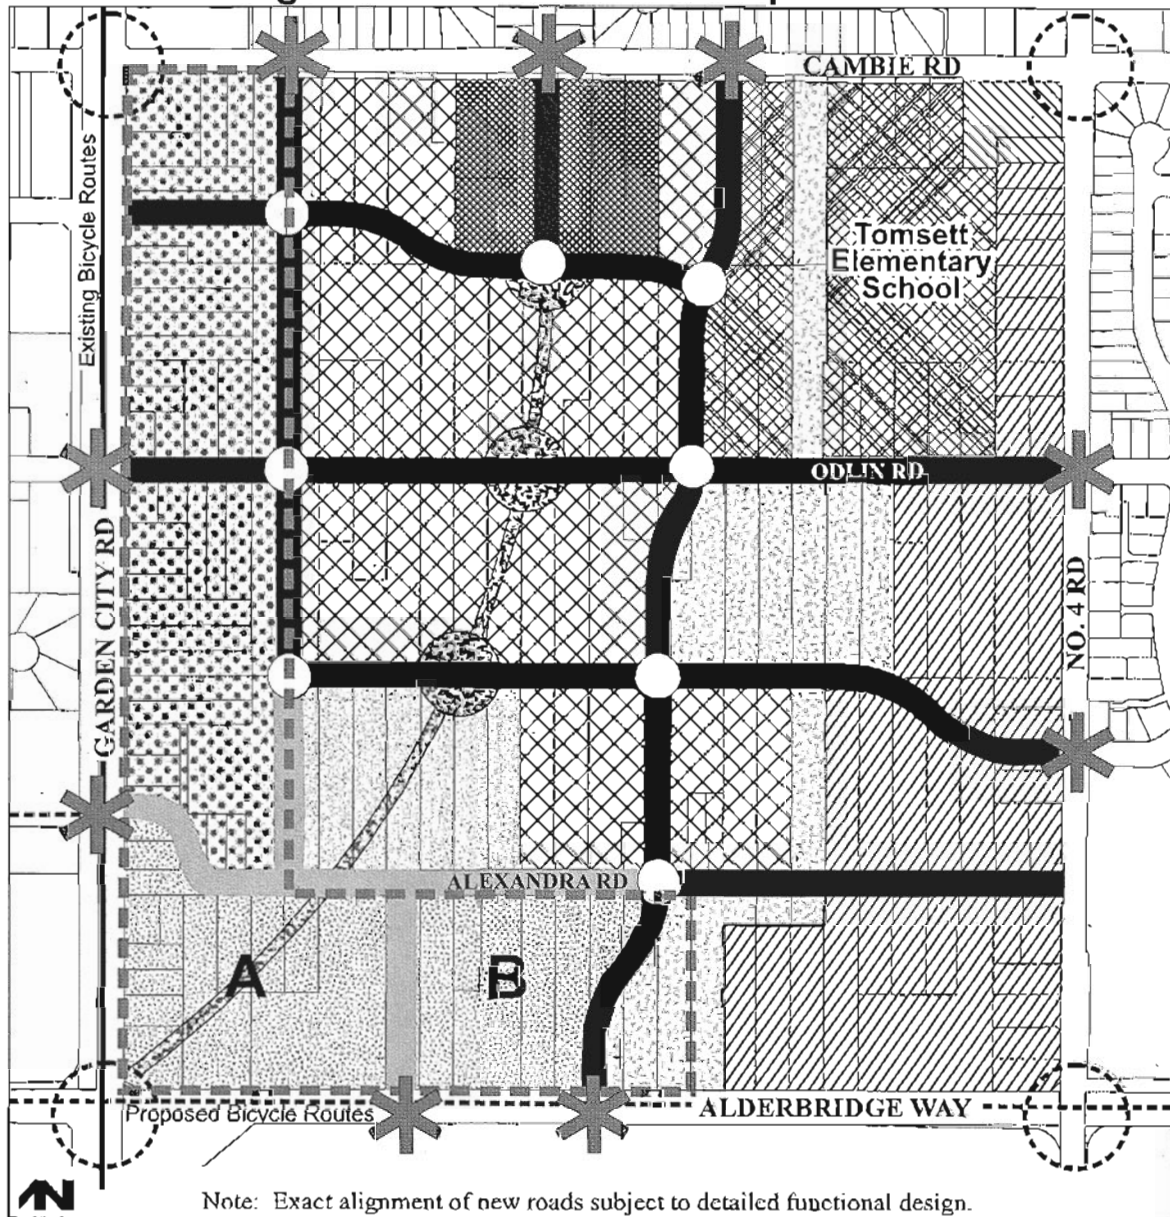 CAMBIE RD
Existing Bicycle Routes
Tomsett
Elementary
School
ODLIN RD
GARDEN CITY RD
NO. 4 RD
ALEXANDRA RD
A
B
Proposed Bicycle Routes
ALDERBRIDGE WAY
N
Note: Exact alignment of new roads subject to detailed functional design.